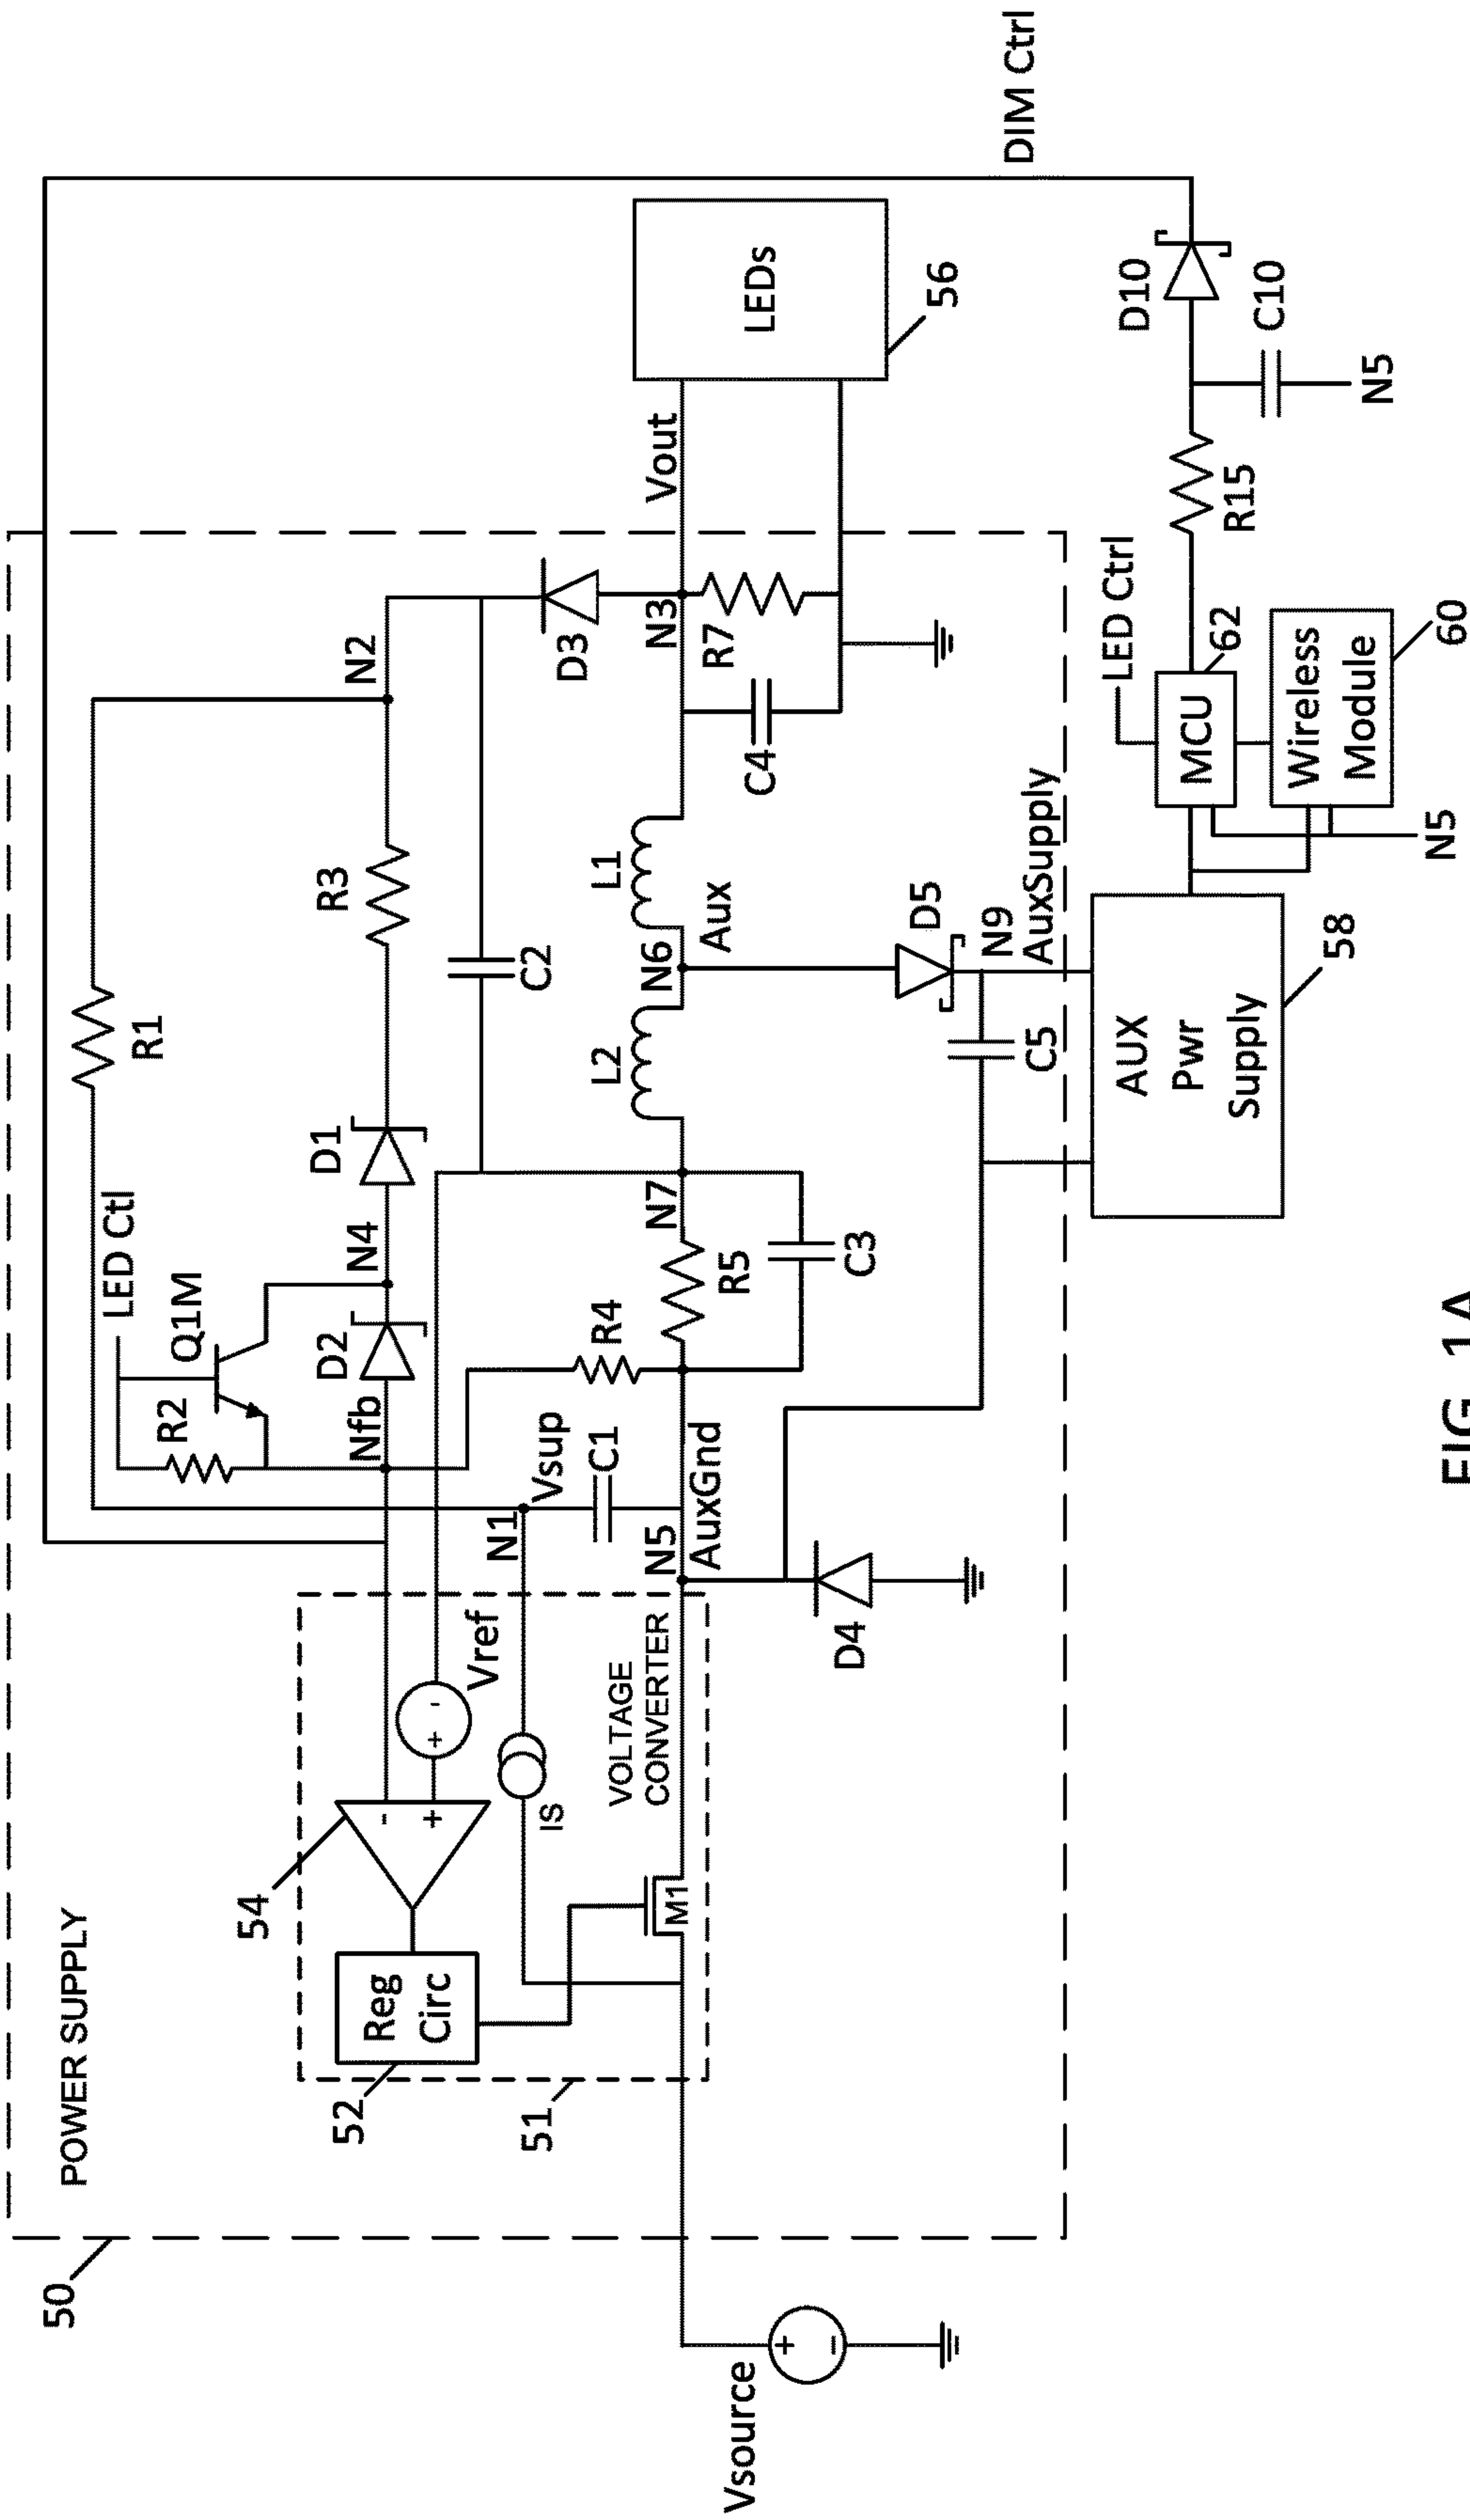 POWER SUPPLY
50
51
52
54
Reg
Circ
-
+
+
-
Vref
IS
M1
VOLTAGE
CONVERTER
Vsource
+
-
LED Ctl
Q1M
R2
Nfb
D2
N4
D1
R1
R3
N2
C2
N1
Vsup
C1
R4
N5
AuxGnd
D4
R5
N7
C3
L2
N6
Aux
L1
C4
N3
R7
D3
Vout
LEDs
56
D5
N9
AuxSupply
C5
AUX
Pwr
Supply
58
MCU
62
LED Ctrl
Wireless
Module
60
N5
R15
C10
N5
D10
DIM Ctrl
FIG. 1A